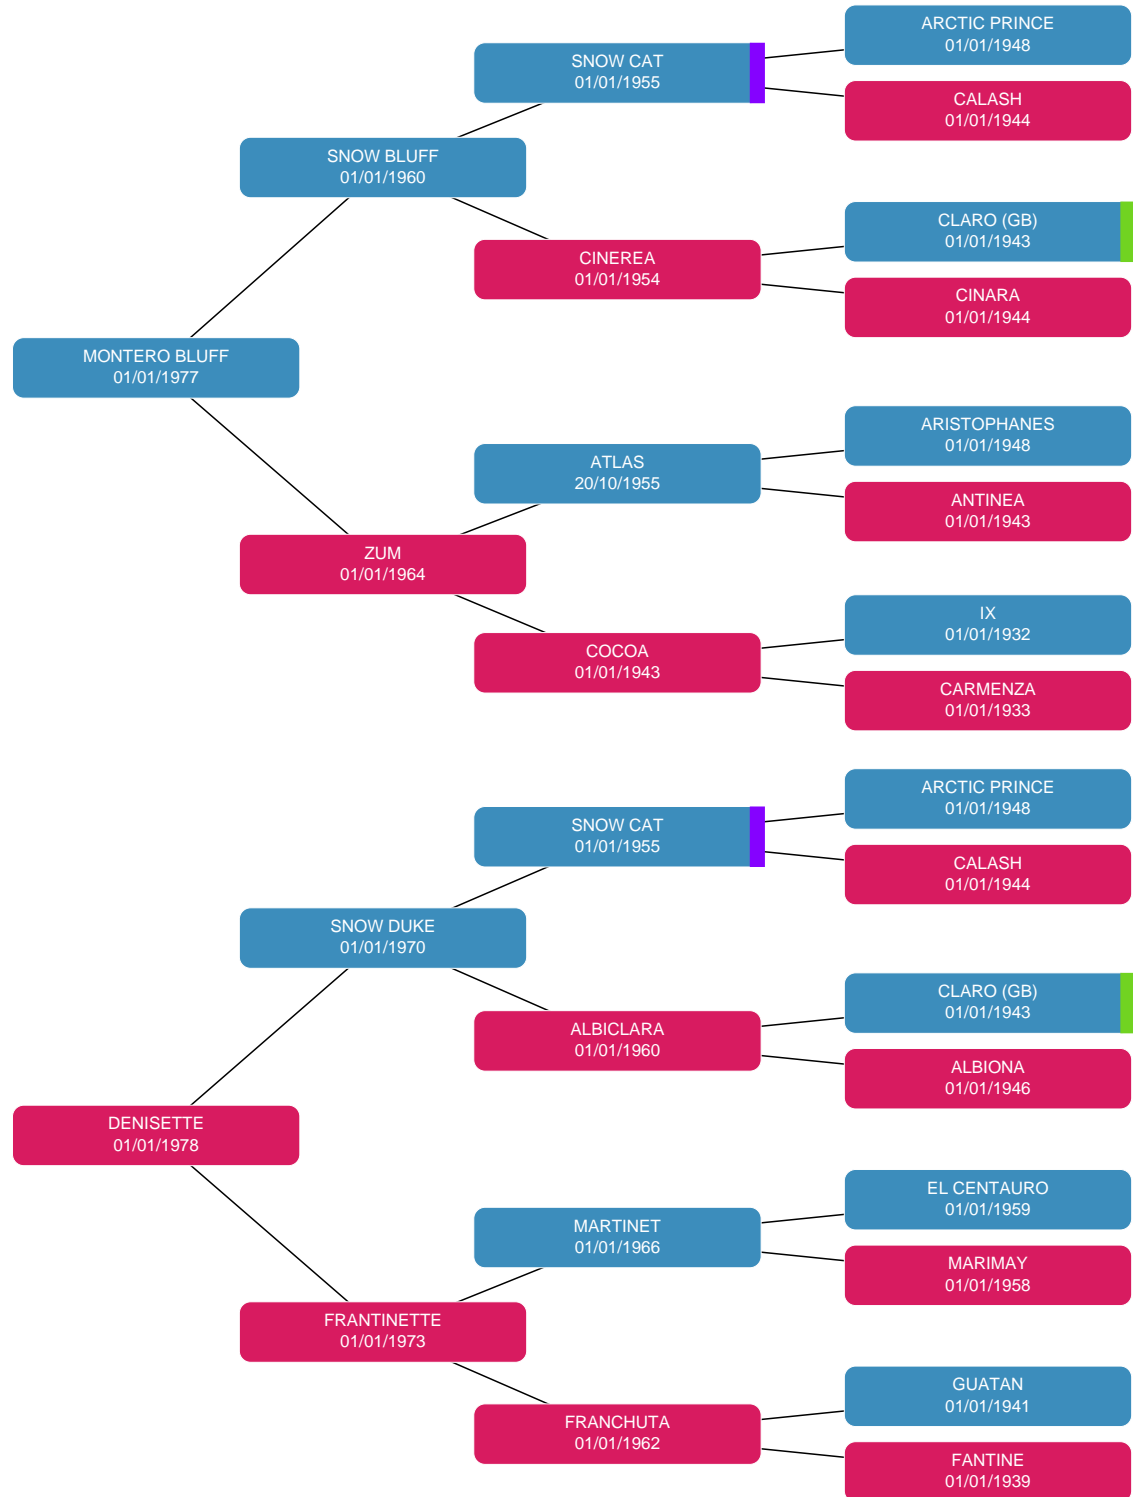 ARCTIC PRINCE
01/01/1948
SNOW CAT
01/01/1955
CALASH
01/01/1944
SNOW BLUFF
01/01/1960
CLARO (GB)
01/01/1943
CINEREA
01/01/1954
CINARA
01/01/1944
MONTERO BLUFF
01/01/1977
ARISTOPHANES
01/01/1948
ATLAS
20/10/1955
ANTINEA
01/01/1943
ZUM
01/01/1964
IX
01/01/1932
COCOA
01/01/1943
CARMENZA
01/01/1933
ARCTIC PRINCE
01/01/1948
SNOW CAT
01/01/1955
CALASH
01/01/1944
SNOW DUKE
01/01/1970
CLARO (GB)
01/01/1943
ALBICLARA
01/01/1960
ALBIONA
01/01/1946
DENISETTE
01/01/1978
EL CENTAURO
01/01/1959
MARTINET
01/01/1966
MARIMAY
01/01/1958
FRANTINETTE
01/01/1973
GUATAN
01/01/1941
FRANCHUTA
01/01/1962
FANTINE
01/01/1939